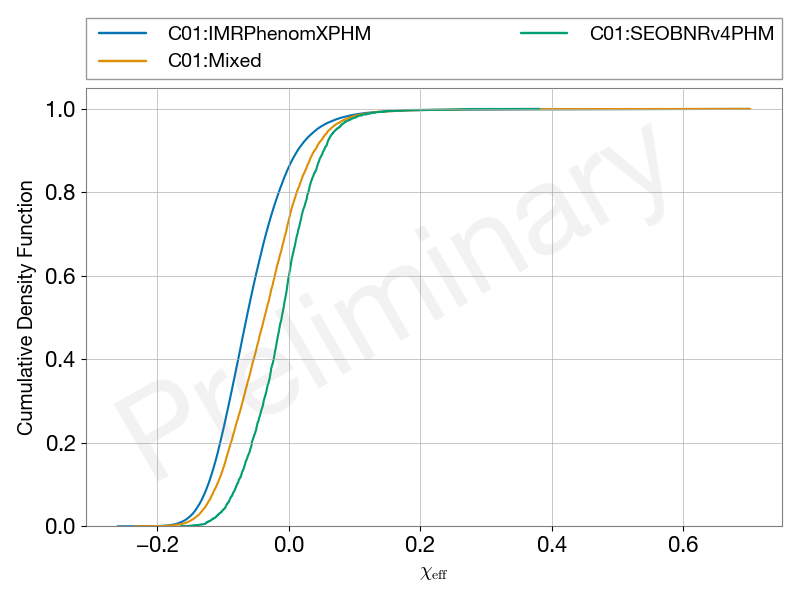 C01:IMRPhenomXPHM
C01:SEOBNRv4PHM
C01:Mixed
Cumulative Density Function
1.0
0.8
0.6
0.4
0.2
0.0
Preliminary
−0.2
0.0
0.2
0.4
0.6
χeff